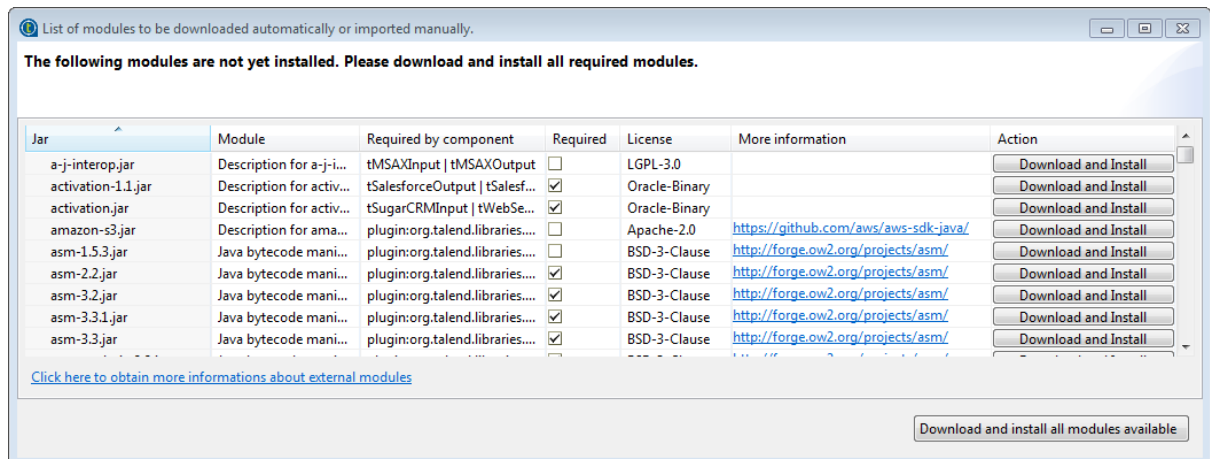 List of modules to be downloaded automatically or imported manually.
The following modules are not yet installed. Please download and install all required modules.
Jar Module Required by component Required License More information Action
a-j-interop.jar Description for a-j-i... tMSAXInput | tMSAXOutput LGPL-3.0 Download and Install
activation-1.1.jar Description for activ... tSalesforceOutput | tSalesf... Oracle-Binary Download and Install
activation.jar Description for activ... tSugarCRMInput | tWebSe... Oracle-Binary Download and Install
amazon-s3.jar Description for ama... plugin:org.talend.libraries.... Apache-2.0 https://github.com/aws/aws-sdk-java/ Download and Install
asm-1.5.3.jar Java bytecode mani... plugin:org.talend.libraries.... BSD-3-Clause http://forge.ow2.org/projects/asm/ Download and Install
asm-2.2.jar Java bytecode mani... plugin:org.talend.libraries.... BSD-3-Clause http://forge.ow2.org/projects/asm/ Download and Install
asm-3.2.jar Java bytecode mani... plugin:org.talend.libraries.... BSD-3-Clause http://forge.ow2.org/projects/asm/ Download and Install
asm-3.3.1.jar Java bytecode mani... plugin:org.talend.libraries.... BSD-3-Clause http://forge.ow2.org/projects/asm/ Download and Install
asm-3.3.jar Java bytecode mani... plugin:org.talend.libraries.... BSD-3-Clause http://forge.ow2.org/projects/asm/ Download and Install
Click here to obtain more informations about external modules
Download and install all modules available